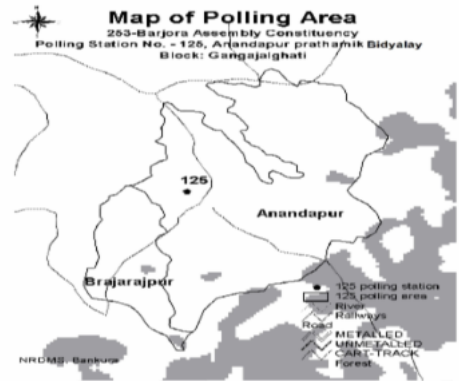 Map of Polling Area
253-Barjora Assembly Constituency
Polling Station No. - 125, Anandapur prathamik Bidyalay
Block: Gangajalghati
125
Anandapur
Brajarajpur
125 polling station
125 polling area
River
Railways
Road
METALLED
UNMETALLED
CART-TRACK
Forest
NRDMS, Bankura